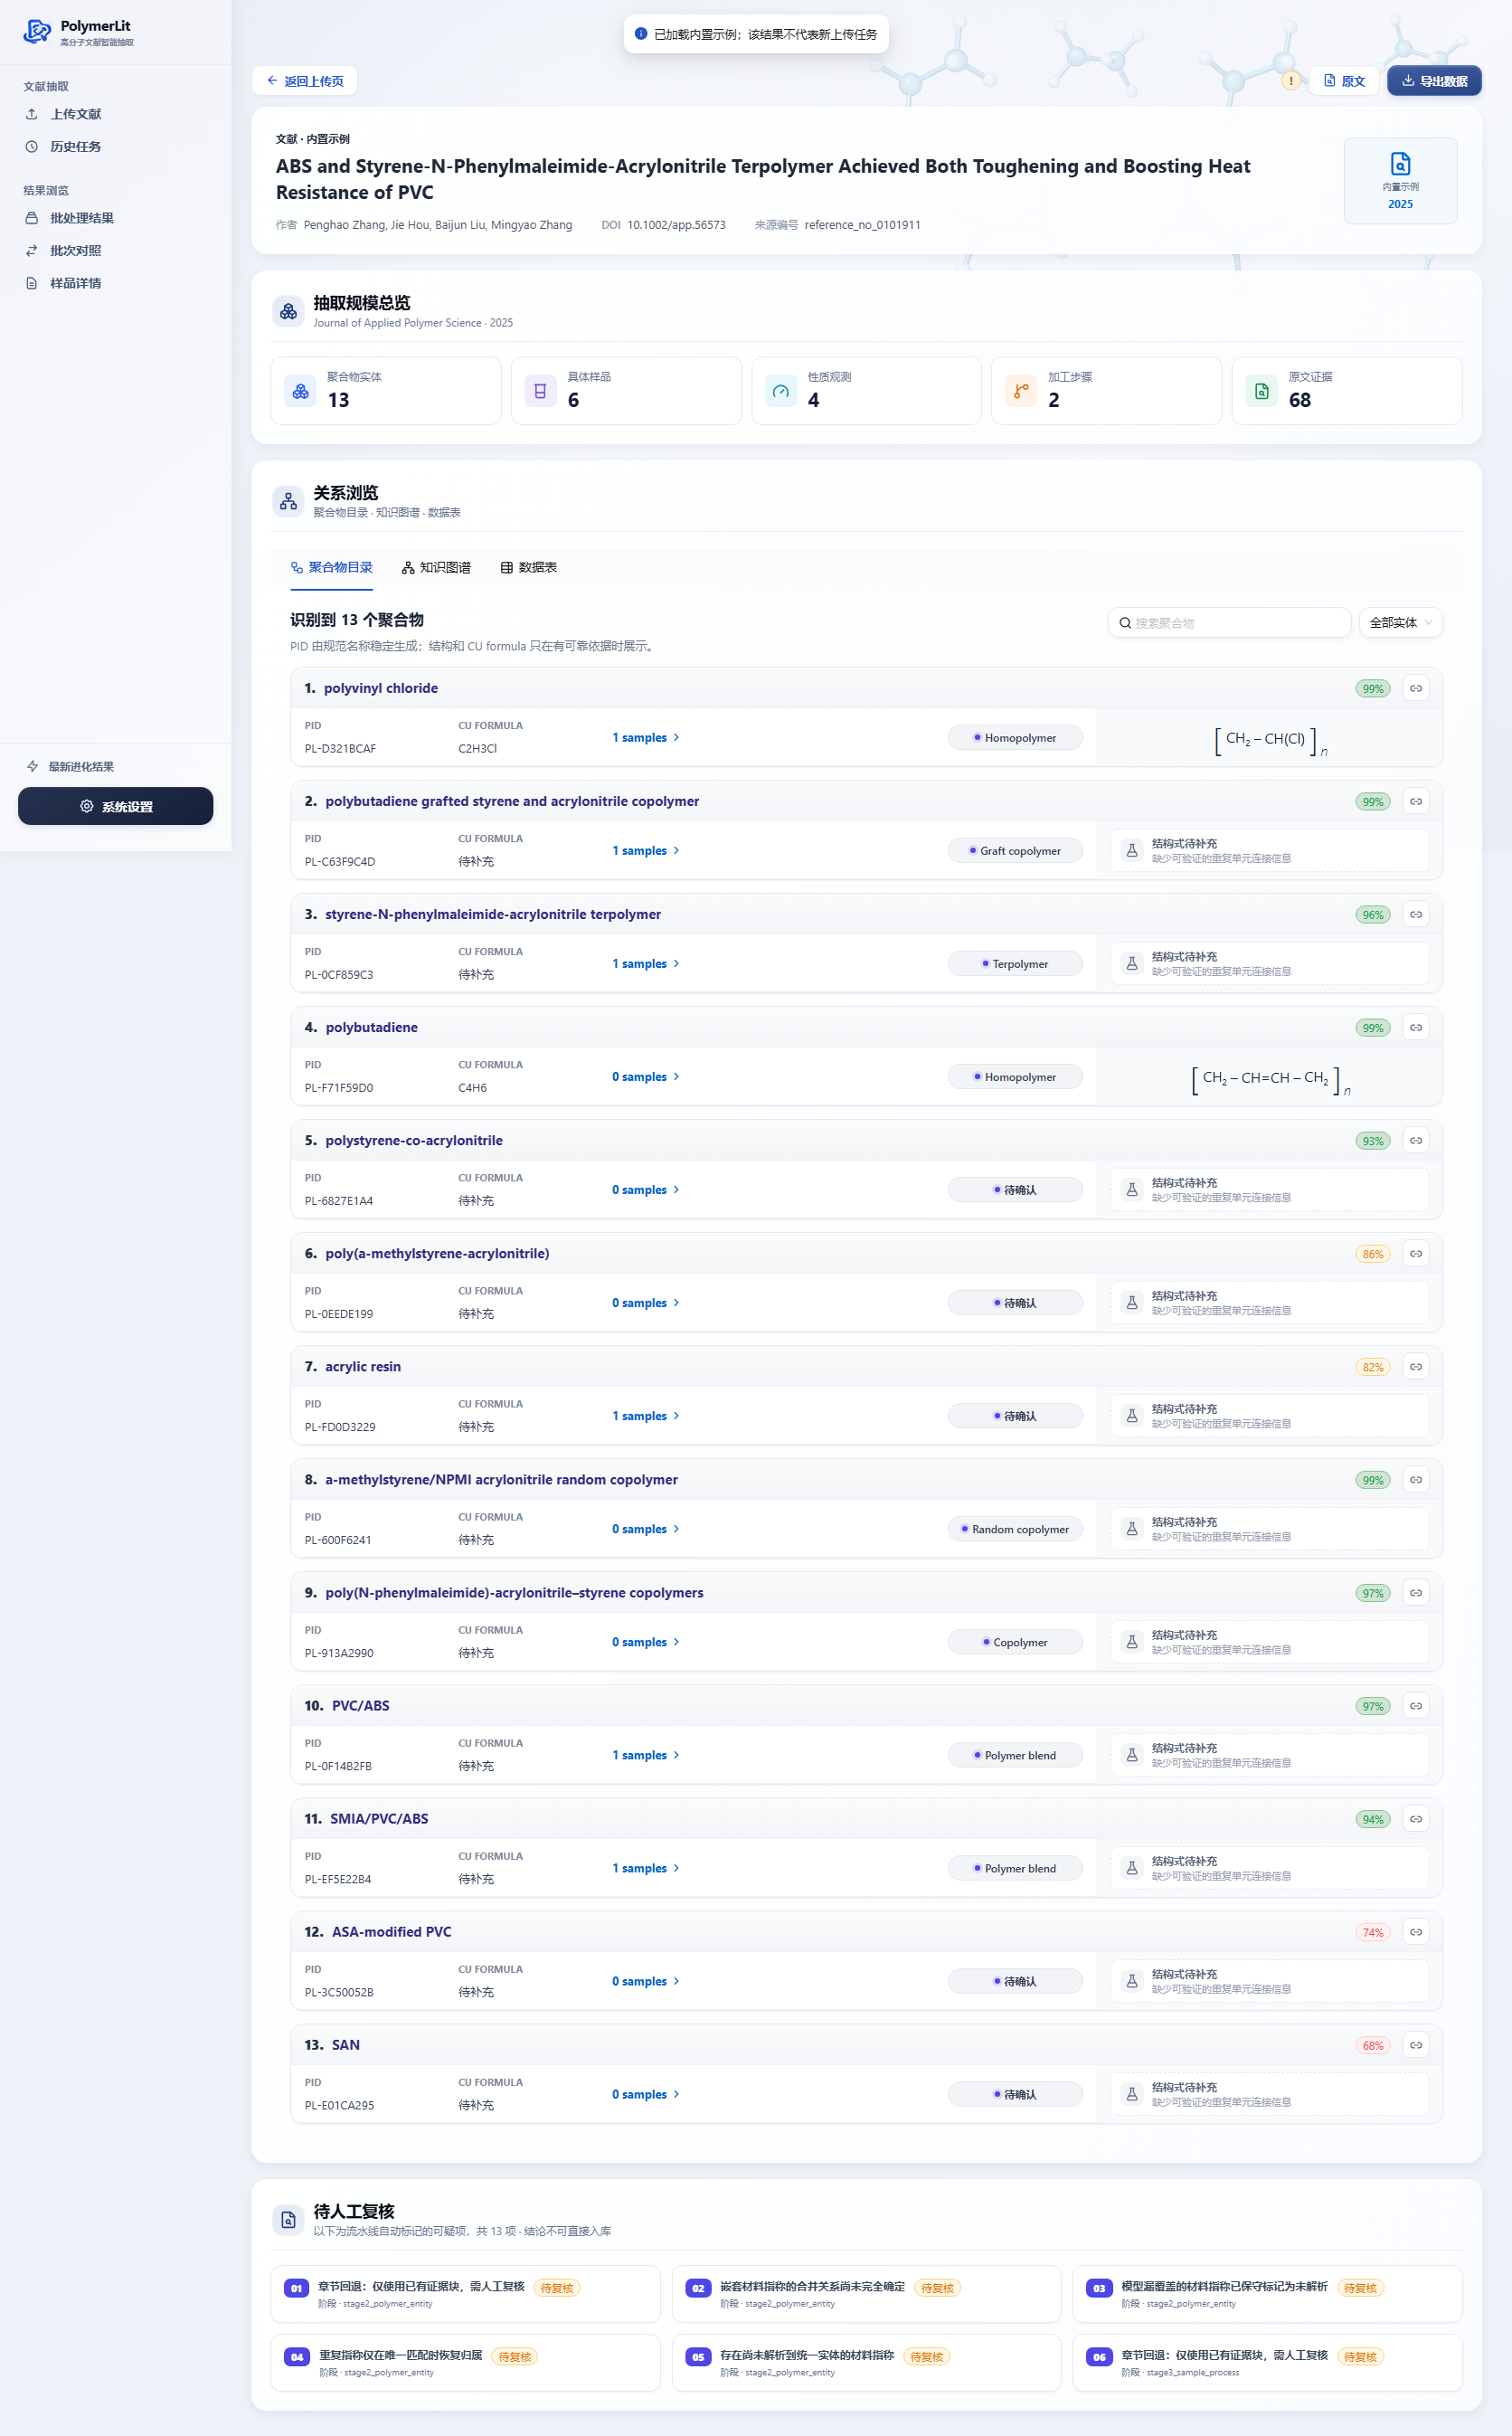 PolymerLit
高分子文献智能抽取
文献抽取
上传文献
历史任务
结果浏览
批处理结果
批次对照
样品详情
最新进化结果
系统设置
已加载内置示例；该结果不代表新上传任务
返回上传页
!
原文
导出数据
文献 · 内置示例
ABS and Styrene-N-Phenylmaleimide-Acrylonitrile Terpolymer Achieved Both Toughening and Boosting Heat
Resistance of PVC
作者 Penghao Zhang, Jie Hou, Baijun Liu, Mingyao Zhang DOI 10.1002/app.56573 来源编号 reference_no_0101911
内置示例
2025
抽取规模总览
Journal of Applied Polymer Science · 2025
聚合物实体
13
具体样品
6
性质观测
4
加工步骤
2
原文证据
68
关系浏览
聚合物目录 · 知识图谱 · 数据表
聚合物目录 知识图谱 数据表
识别到 13 个聚合物
PID 由规范名称稳定生成；结构和 CU formula 只在有可靠依据时展示。
搜索聚合物
全部实体
1. polyvinyl chloride 99%
PID CU FORMULA
PL-D321BCAF C2H3Cl
1 samples
Homopolymer
[ CH2 – CH(Cl) ] n
2. polybutadiene grafted styrene and acrylonitrile copolymer 99%
PID CU FORMULA
PL-C63F9C4D 待补充
1 samples
Graft copolymer
结构式待补充
缺少可验证的重复单元连接信息
3. styrene-N-phenylmaleimide-acrylonitrile terpolymer 96%
PID CU FORMULA
PL-0CF859C3 待补充
1 samples
Terpolymer
结构式待补充
缺少可验证的重复单元连接信息
4. polybutadiene 99%
PID CU FORMULA
PL-F71F59D0 C4H6
0 samples
Homopolymer
[ CH2 – CH=CH – CH2 ] n
5. polystyrene-co-acrylonitrile 93%
PID CU FORMULA
PL-6827E1A4 待补充
0 samples
待确认
结构式待补充
缺少可验证的重复单元连接信息
6. poly(a-methylstyrene-acrylonitrile) 86%
PID CU FORMULA
PL-0EEDE199 待补充
0 samples
待确认
结构式待补充
缺少可验证的重复单元连接信息
7. acrylic resin 82%
PID CU FORMULA
PL-FD0D3229 待补充
1 samples
待确认
结构式待补充
缺少可验证的重复单元连接信息
8. a-methylstyrene/NPMI acrylonitrile random copolymer 99%
PID CU FORMULA
PL-600F6241 待补充
0 samples
Random copolymer
结构式待补充
缺少可验证的重复单元连接信息
9. poly(N-phenylmaleimide)-acrylonitrile–styrene copolymers 97%
PID CU FORMULA
PL-913A2990 待补充
0 samples
Copolymer
结构式待补充
缺少可验证的重复单元连接信息
10. PVC/ABS 97%
PID CU FORMULA
PL-0F14B2FB 待补充
1 samples
Polymer blend
结构式待补充
缺少可验证的重复单元连接信息
11. SMIA/PVC/ABS 94%
PID CU FORMULA
PL-EF5E22B4 待补充
1 samples
Polymer blend
结构式待补充
缺少可验证的重复单元连接信息
12. ASA-modified PVC 74%
PID CU FORMULA
PL-3C50052B 待补充
0 samples
待确认
结构式待补充
缺少可验证的重复单元连接信息
13. SAN 68%
PID CU FORMULA
PL-E01CA295 待补充
0 samples
待确认
结构式待补充
缺少可验证的重复单元连接信息
待人工复核
以下为流水线自动标记的可疑项，共 13 项 · 结论不可直接入库
01 章节回退：仅使用已有证据块，需人工复核 待复核
阶段 · stage2_polymer_entity
02 嵌套材料指称的合并关系尚未完全确定 待复核
阶段 · stage2_polymer_entity
03 模型漏覆盖的材料指称已保守标记为未解析 待复核
阶段 · stage2_polymer_entity
04 重复指称仅在唯一匹配时恢复归属 待复核
阶段 · stage2_polymer_entity
05 存在尚未解析到统一实体的材料指称 待复核
阶段 · stage2_polymer_entity
06 章节回退：仅使用已有证据块，需人工复核 待复核
阶段 · stage3_sample_process